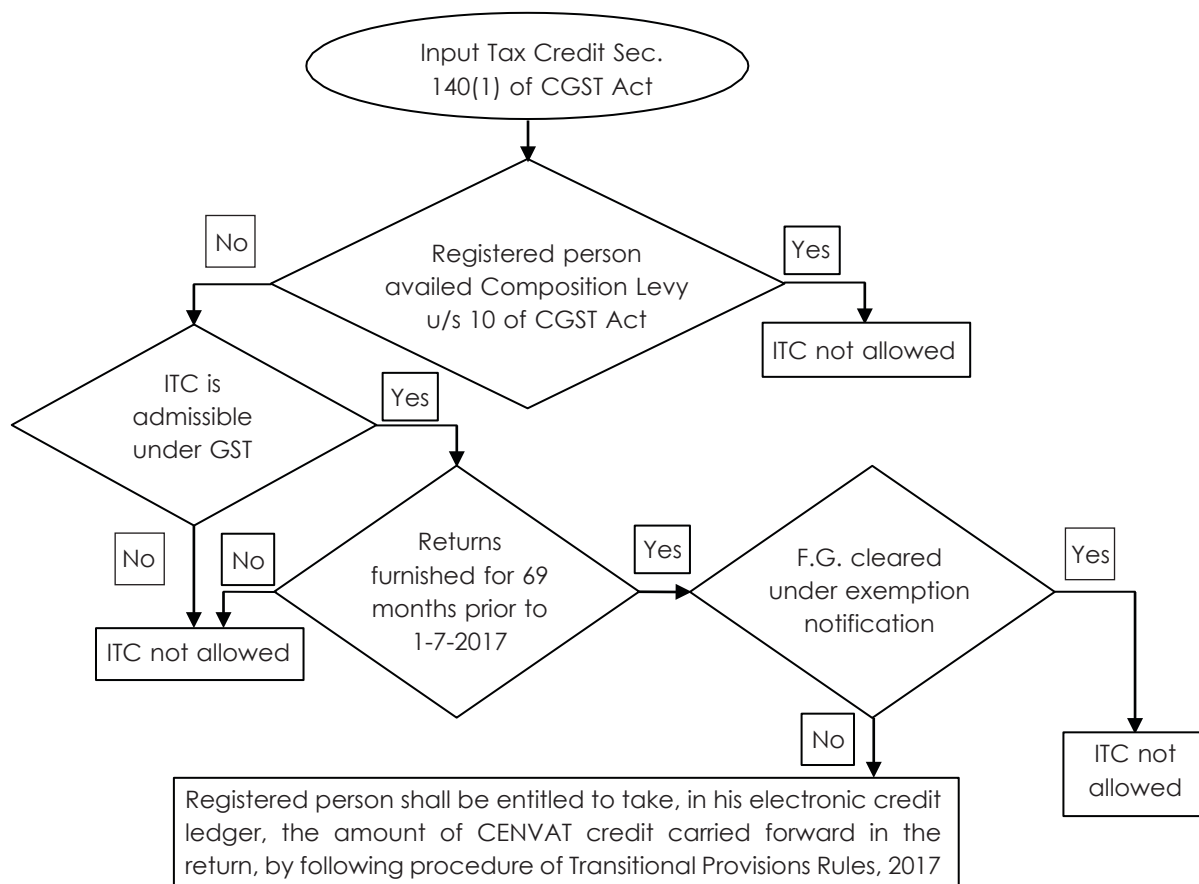 Input Tax Credit Sec.
140(1) of CGST Act
No
Registered person
availed Composition Levy
u/s 10 of CGST Act
Yes
ITC not allowed
ITC is
admissible
under GST
Yes
No
No
Returns
furnished for 69
months prior to
1-7-2017
Yes
F.G. cleared
under exemption
notification
Yes
ITC not allowed
No
ITC not
allowed
Registered person shall be entitled to take, in his electronic credit
ledger, the amount of CENVAT credit carried forward in the
return, by following procedure of Transitional Provisions Rules, 2017